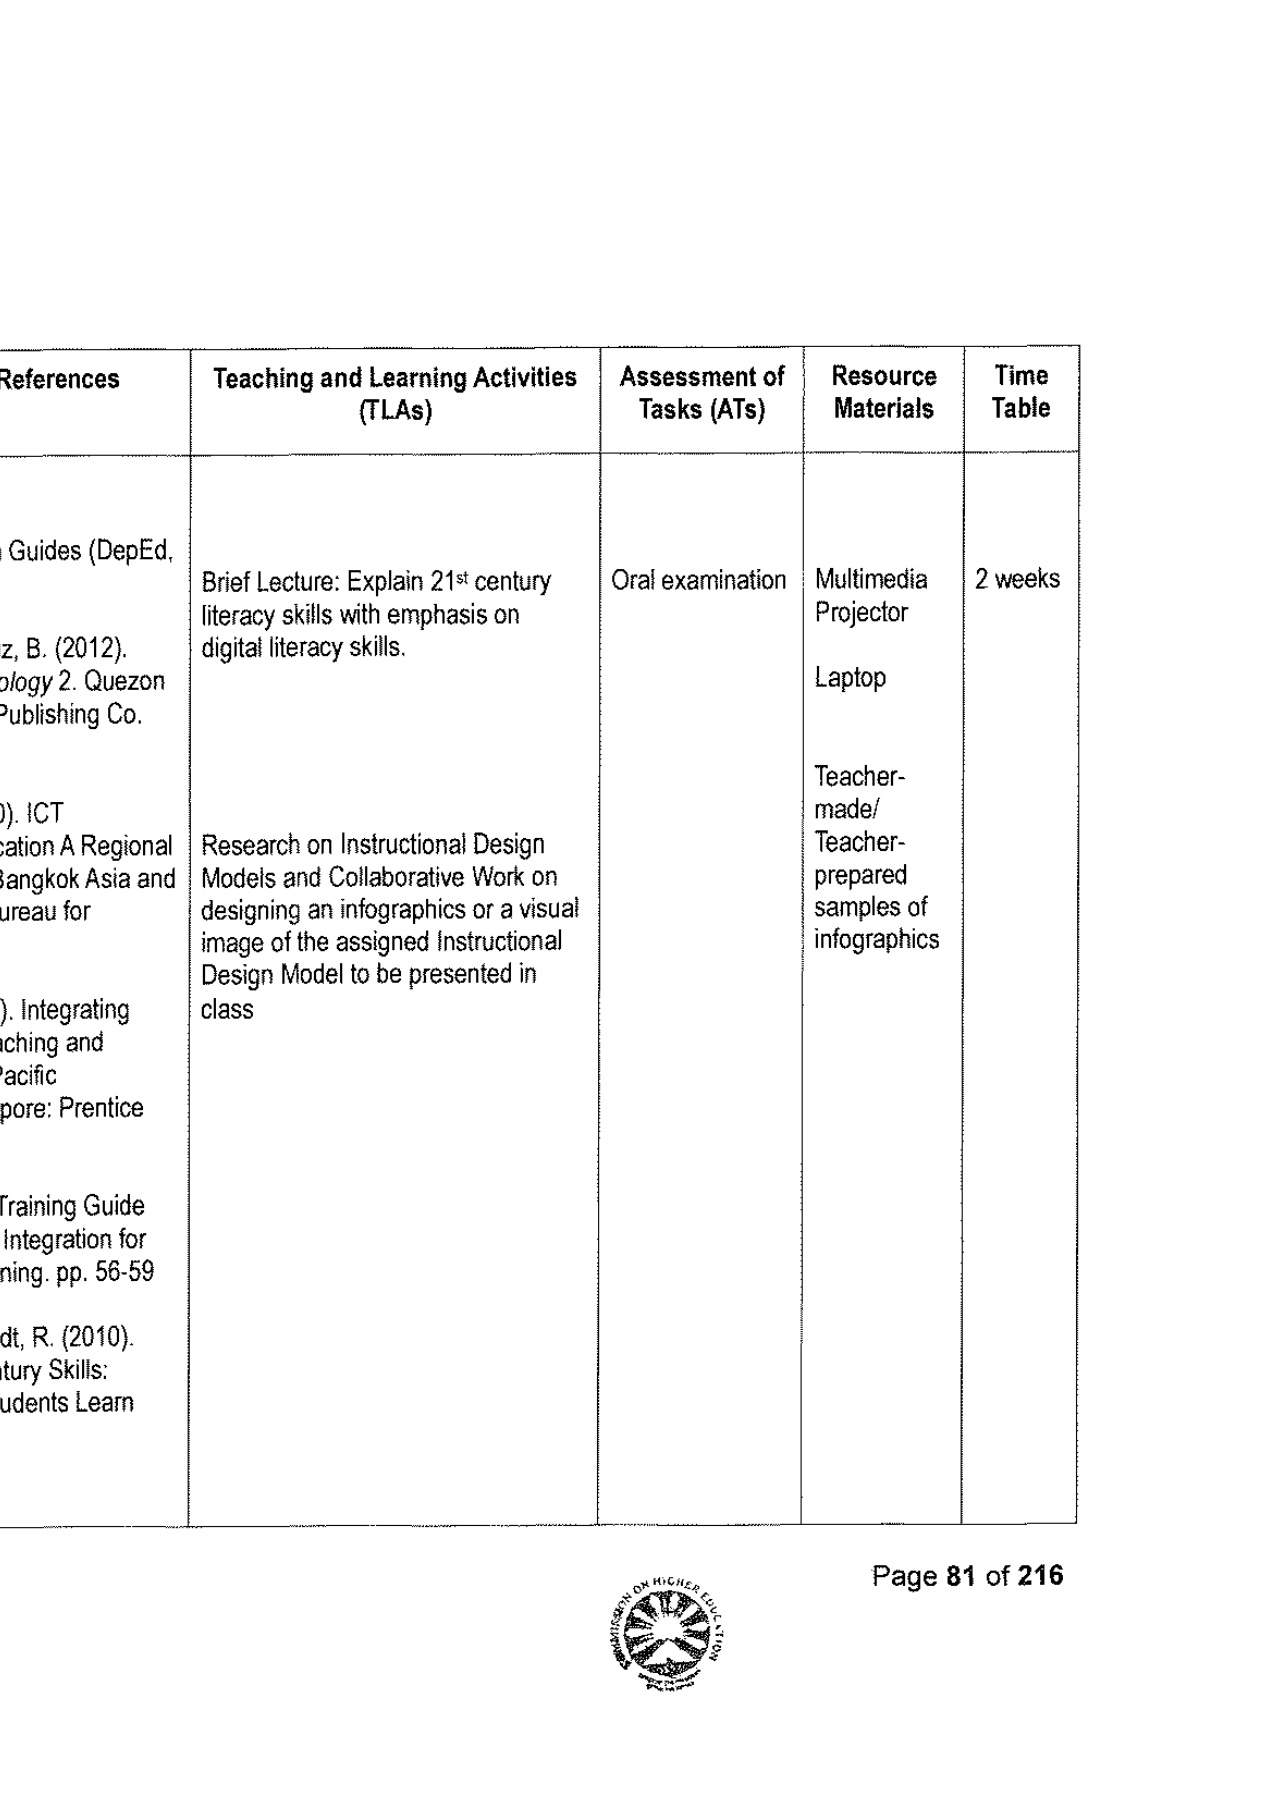 References
Guides (DepEd,
z, B. (2012).
ology 2. Quezon
Publishing Co.
0). ICT
cation A Regional
Bangkok Asia and
ureau for
). Integrating
aching and
Pacific
pore: Prentice
Training Guide
Integration for
ning. pp. 56-59
dt, R. (2010).
ntury Skills:
udents Learn
Teaching and Learning Activities
(TLAs)
Brief Lecture: Explain 21st century
literacy skills with emphasis on
digital literacy skills.
Research on Instructional Design
Models and Collaborative Work on
designing an infographics or a visual
image of the assigned Instructional
Design Model to be presented in
class
Assessment of
Tasks (ATs)
Oral examination
Resource
Materials
Multimedia
Projector
Laptop
Teacher-
made/
Teacher-
prepared
samples of
infographics
Time
Table
2 weeks
Page 81 of 216
COMMISSION ON HIGHER EDUCATION